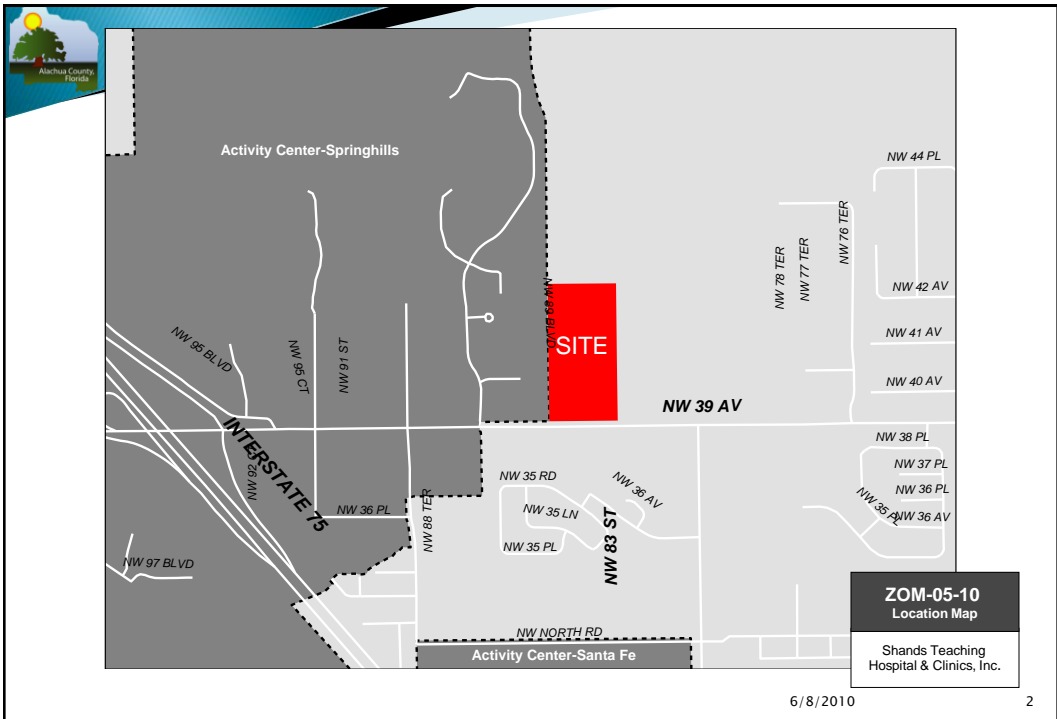 Alachua County,
Florida
Activity Center-Springhills
NW 44 PL
NW 76 TER
NW 78 TER
NW 77 TER
NW 42 AV
NW 89 BLVD
SITE
NW 41 AV
NW 95 BLVD
NW 95 CT
NW 91 ST
NW 40 AV
NW 39 AV
INTERSTATE 75
NW 38 PL
NW 37 PL
NW 36 PL
NW 35 PL
NW 36 AV
NW 92 C
NW 35 RD
NW 36 AV
NW 36 PL
NW 35 LN
NW 88 TER
NW 83 ST
NW 35 PL
NW 97 BLVD
NW NORTH RD
Activity Center-Santa Fe
ZOM-05-10
Location Map
Shands Teaching
Hospital & Clinics, Inc.
6/8/2010
2